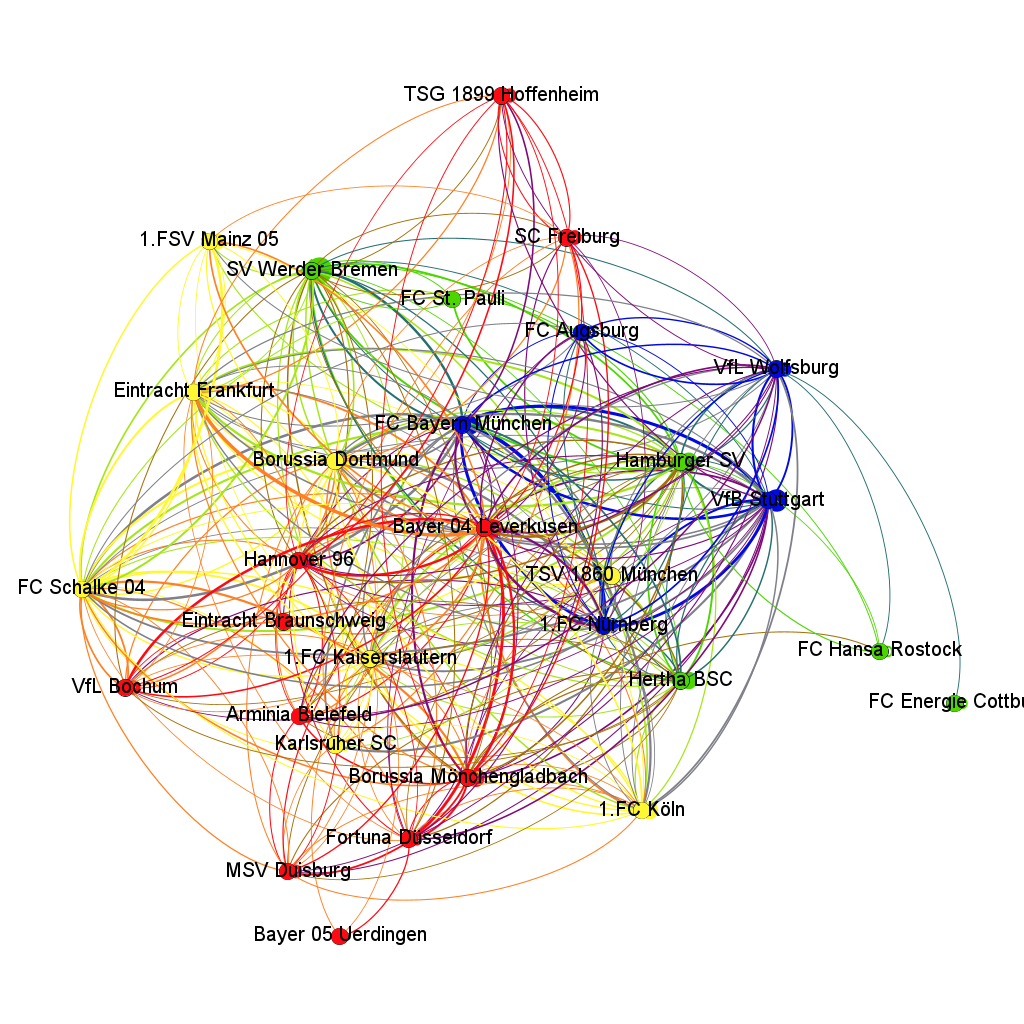 TSG 1899 Hoffenheim
SC Freiburg
1.FSV Mainz 05
SV Werder Bremen
FC St. Pauli
FC Augsburg
VfL Wolfsburg
Eintracht Frankfurt
FC Bayern München
Borussia Dortmund
Hamburger SV
VfB Stuttgart
Bayer 04 Leverkusen
Hannover 96
TSV 1860 München
FC Schalke 04
Eintracht Braunschweig
1.FC Nürnberg
1.FC Kaiserslautern
FC Hansa Rostock
VfL Bochum
Hertha BSC
FC Energie Cottbu
Arminia Bielefeld
Karlsruher SC
Borussia Mönchengladbach
1.FC Köln
Fortuna Düsseldorf
MSV Duisburg
Bayer 05 Uerdingen